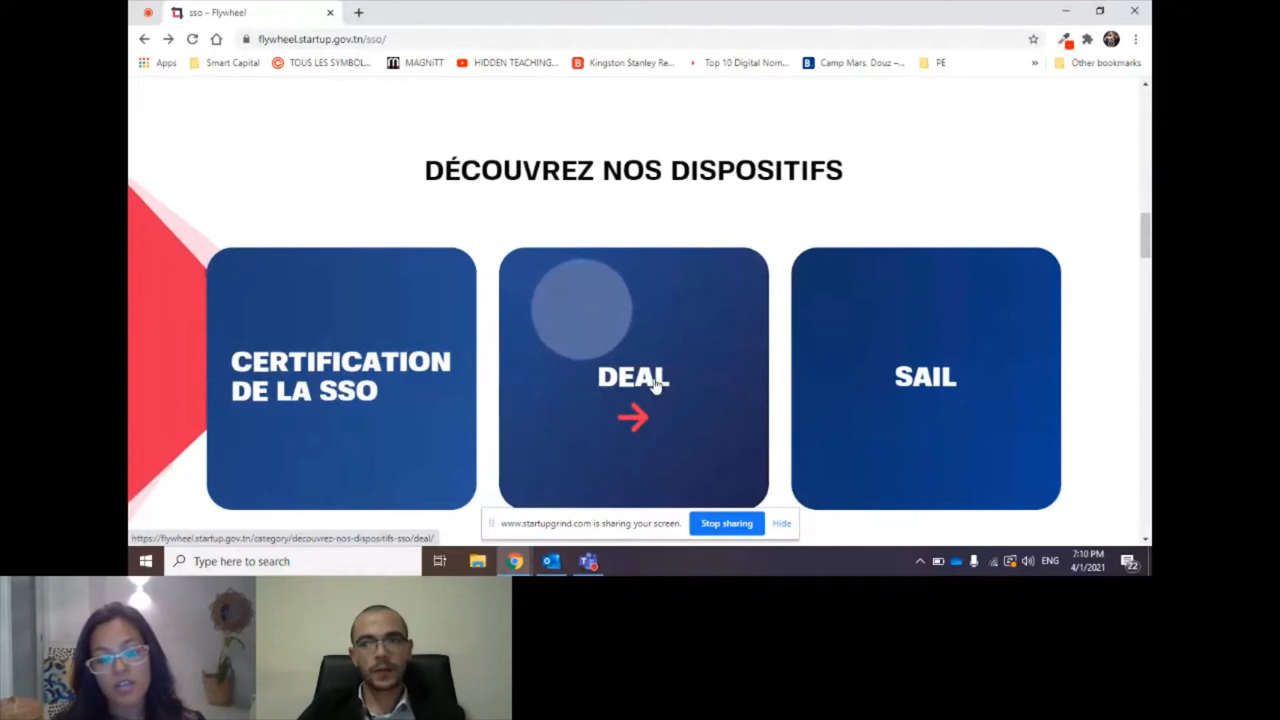 sso – Flywheel
flywheel.startup.gov.tn/sso/
Apps
Smart Capital
TOUS LES SYMBOL...
MAGNiTT
HIDDEN TEACHING...
Kingston Stanley Re...
Top 10 Digital Nom...
Camp Mars, Douz –...
PE
»
Other bookmarks
DÉCOUVREZ NOS DISPOSITIFS
CERTIFICATION
DE LA SSO
DEAL
SAIL
www.startupgrind.com is sharing your screen.
Stop sharing
Hide
https://flywheel.startup.gov.tn/category/decouvrez-nos-dispositifs-sso/deal/
Type here to search
ENG
7:10 PM
4/1/2021
22